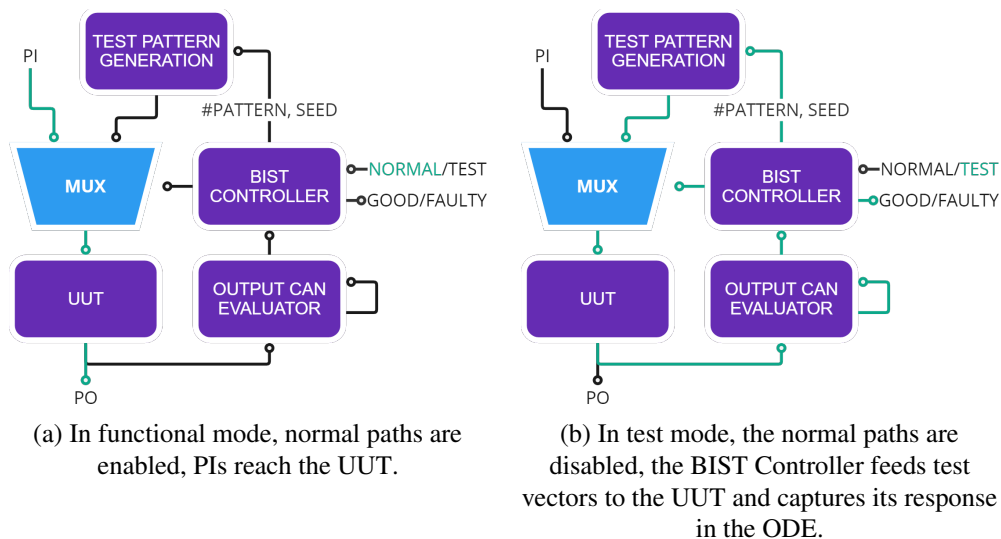 TEST PATTERN
GENERATION
PI
#PATTERN, SEED
MUX
BIST
CONTROLLER
NORMAL/TEST
GOOD/FAULTY
UUT
OUTPUT CAN
EVALUATOR
PO
(a) In functional mode, normal paths are
enabled, PIs reach the UUT.
TEST PATTERN
GENERATION
PI
#PATTERN, SEED
MUX
BIST
CONTROLLER
NORMAL/TEST
GOOD/FAULTY
UUT
OUTPUT CAN
EVALUATOR
PO
(b) In test mode, the normal paths are
disabled, the BIST Controller feeds test
vectors to the UUT and captures its response
in the ODE.